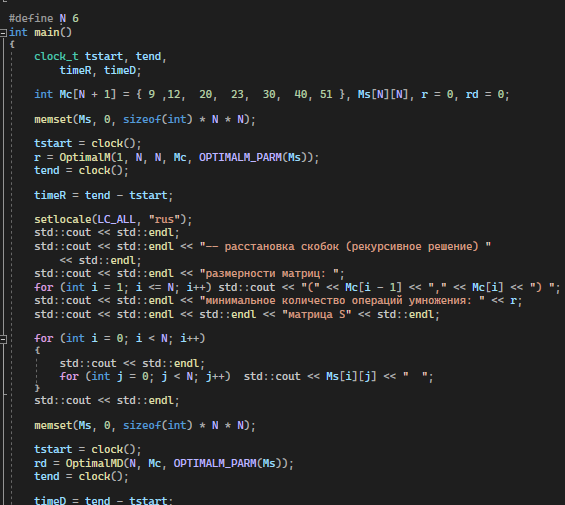 #define N 6
int main()
{
clock_t tstart, tend,
timeR, timeD;
int Mc[N + 1] = { 9 ,12,  20,  23,  30,  40, 51 }, Ms[N][N], r = 0, rd = 0;
memset(Ms, 0, sizeof(int) * N * N);
tstart = clock();
r = OptimalM(1, N, N, Mc, OPTIMALM_PARM(Ms));
tend = clock();
timeR = tend - tstart;
setlocale(LC_ALL, "rus");
std::cout << std::endl;
std::cout << std::endl << "-- расстановка скобок (рекурсивное решение) "
<< std::endl;
std::cout << std::endl << "размерности матриц: ";
for (int i = 1; i <= N; i++) std::cout << "(" << Mc[i - 1] << "," << Mc[i] << ") ";
std::cout << std::endl << "минимальное количество операций умножения: " << r;
std::cout << std::endl << std::endl << "матрица S" << std::endl;
for (int i = 0; i < N; i++)
{
std::cout << std::endl;
for (int j = 0; j < N; j++)  std::cout << Ms[i][j] << "  ";
}
std::cout << std::endl;
memset(Ms, 0, sizeof(int) * N * N);
tstart = clock();
rd = OptimalMD(N, Mc, OPTIMALM_PARM(Ms));
tend = clock();
timeD = tend - tstart;